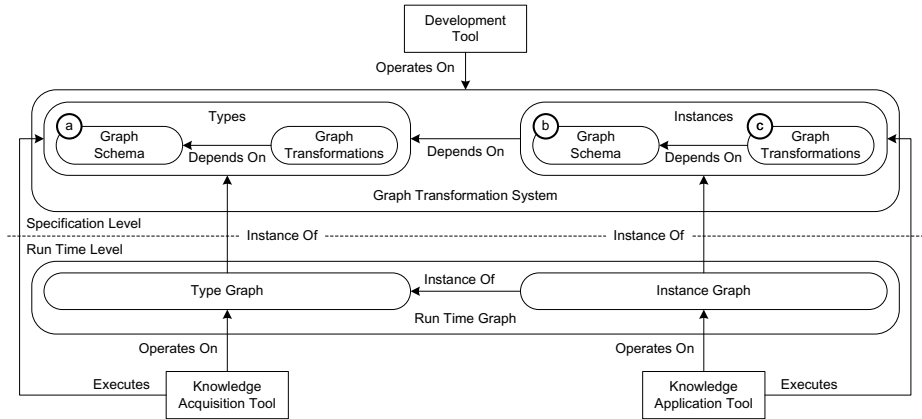 Development
Tool
Operates On
Types
Instances
a
Graph
Schema
Depends On
Graph
Transformations
Depends On
b
Graph
Schema
Depends On
c
Graph
Transformations
Graph Transformation System
Specification Level
Instance Of
Instance Of
Run Time Level
Type Graph
Instance Of
Instance Graph
Run Time Graph
Operates On
Operates On
Executes
Knowledge
Acquisition Tool
Knowledge
Application Tool
Executes